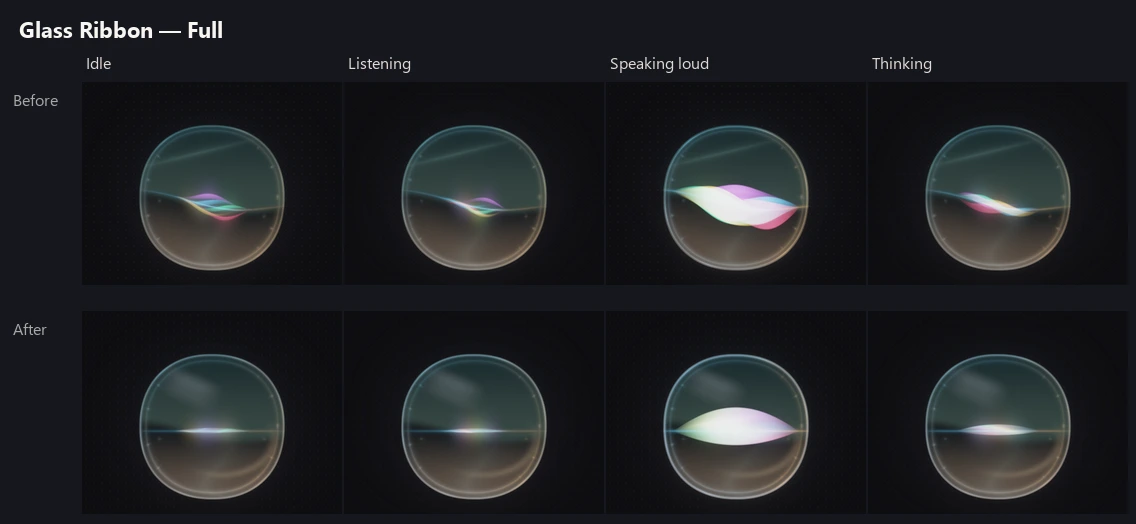 Glass Ribbon — Full
Idle Listening Speaking loud Thinking
Before
After